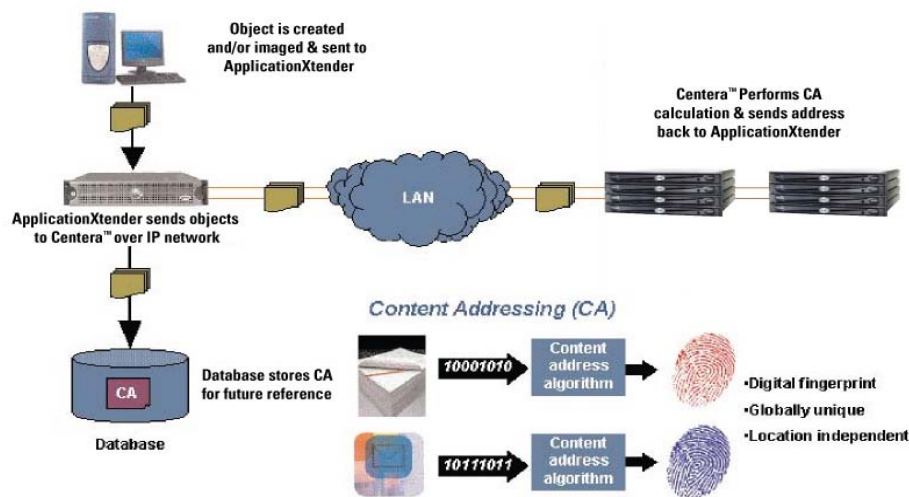 Object is created
and/or imaged & sent to
ApplicationXtender
Centera™ Performs CA
calculation & sends address
back to ApplicationXtender
LAN
ApplicationXtender sends objects
to Centera™ over IP network
Content Addressing (CA)
CA
Database stores CA
for future reference
Database
10001010
Content
address
algorithm
10111011
Content
address
algorithm
▪Digital fingerprint
▪Globally unique
▪Location independent